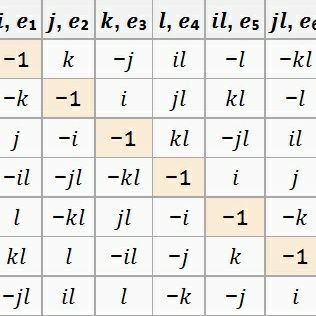 i, e₁ j, e₂ k, e₃ l, e₄ il, e₅ jl, e₆
−1 k −j il −l −kl
−k −1 i jl kl −l
j −i −1 kl −jl il
−il −jl −kl −1 i j
l −kl jl −i −1 −k
kl l −il −j k −1
−jl il l −k −j i